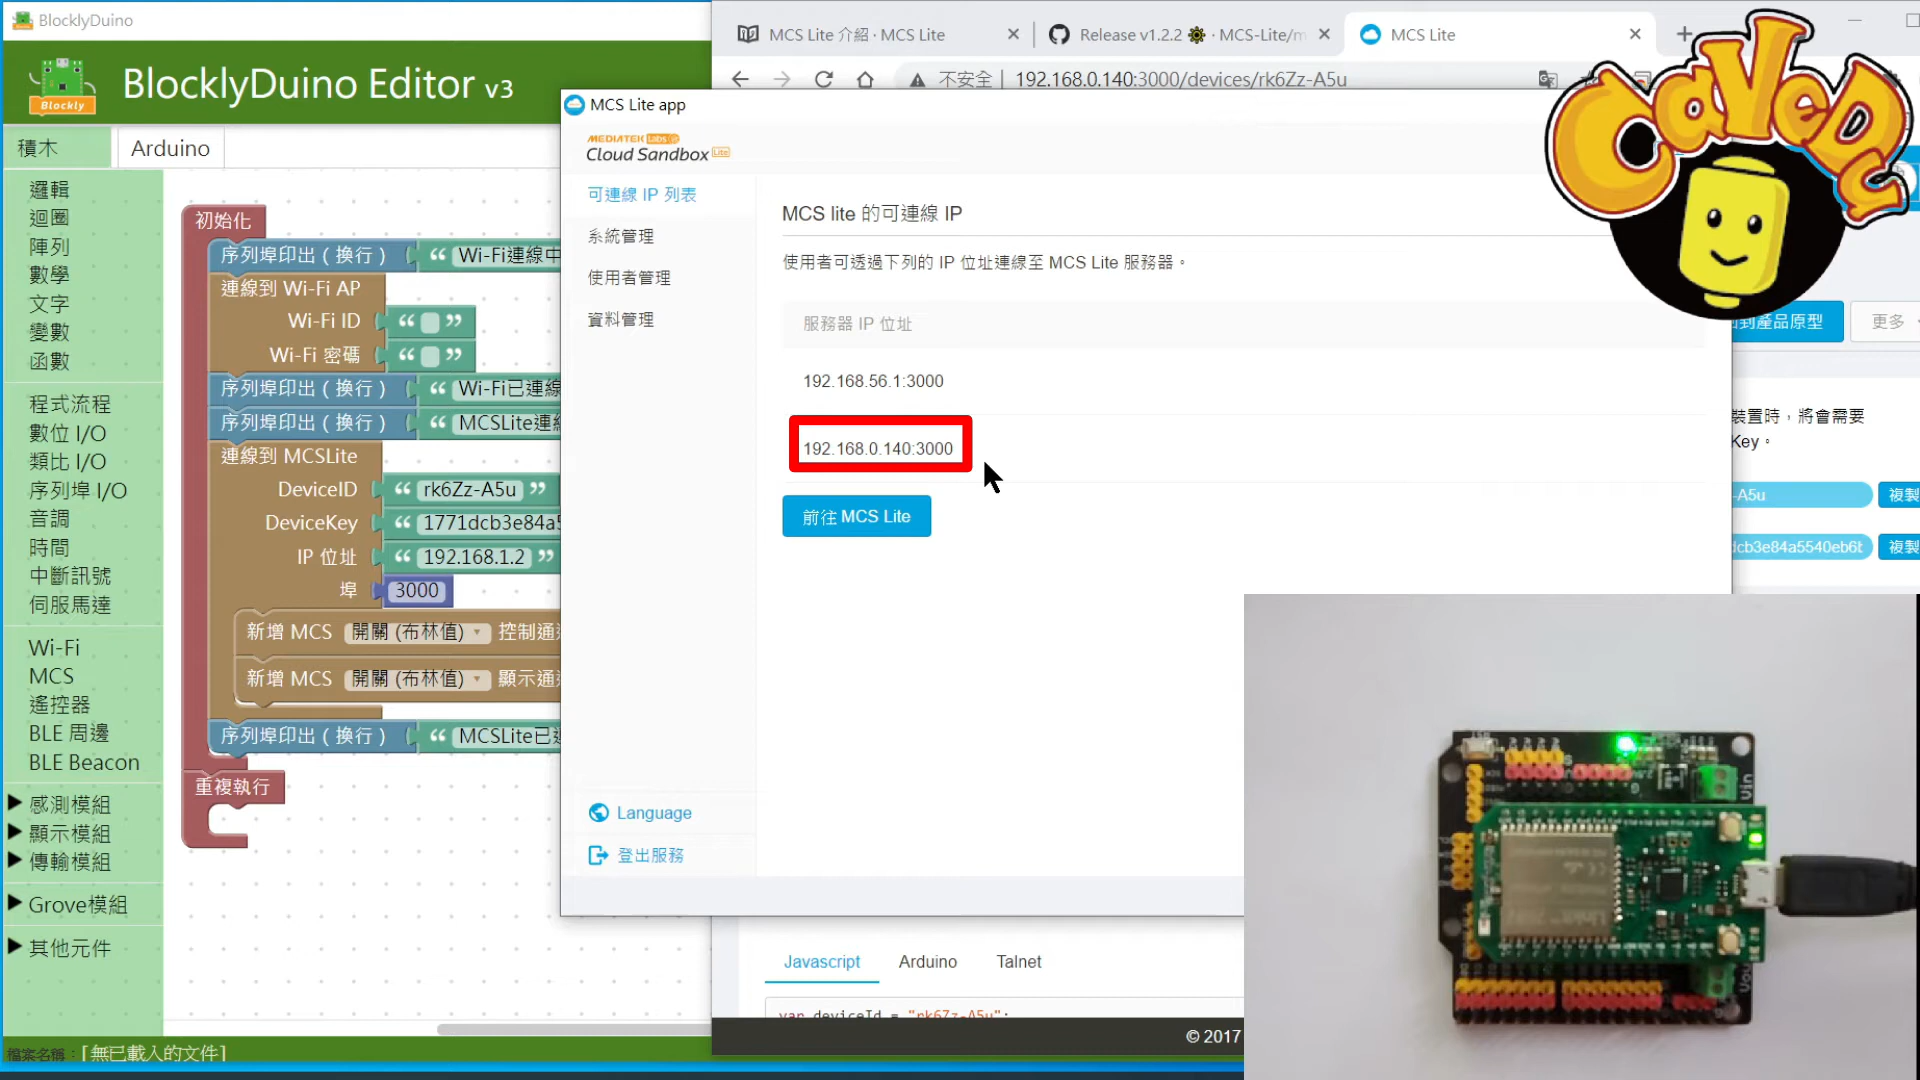 BlocklyDuino
BlocklyDuino Editor v3
Blockly
積木
Arduino
邏輯
迴圈
陣列
數學
文字
變數
函數
程式流程
數位 I/O
類比 I/O
序列埠 I/O
音調
時間
中斷訊號
伺服馬達
Wi-Fi
MCS
遙控器
BLE 周邊
BLE Beacon
感測模組
顯示模組
傳輸模組
Grove模組
其他元件
檔案名稱：[無已載入的文件]
初始化
序列埠印出 ( 換行 ) “ Wi-Fi連線中
連線到 Wi-Fi AP
Wi-Fi ID “ ”
Wi-Fi 密碼 “ ”
序列埠印出 ( 換行 ) “ Wi-Fi已連線
序列埠印出 ( 換行 ) “ MCSLite連線
連線到 MCSLite
DeviceID “ rk6Zz-A5u ”
DeviceKey “ 1771dcb3e84a5
IP 位址 “ 192.168.1.2 ”
埠 3000
新增 MCS 開關 (布林值) 控制通道
新增 MCS 開關 (布林值) 顯示通道
序列埠印出 ( 換行 ) “ MCSLite已連
重複執行
MCS Lite 介紹 · MCS Lite
Release v1.2.2 · MCS-Lite/m
MCS Lite
不安全 | 192.168.0.140:3000/devices/rk6Zz-A5u
MCS Lite app
MEDIATEK Labs
Cloud Sandbox Lite
可連線 IP 列表
系統管理
使用者管理
資料管理
Language
登出服務
MCS lite 的可連線 IP
使用者可透過下列的 IP 位址連線至 MCS Lite 服務器。
服務器 IP 位址
192.168.56.1:3000
192.168.0.140:3000
前往 MCS Lite
CaveDu
到產品原型
更多
裝置時，將會需要
Key。
-A5u
複製
dcb3e84a5540eb6t
複製
Javascript
Arduino
Talnet
var deviceId = "rk6Zz-A5u";
© 2017
Vin